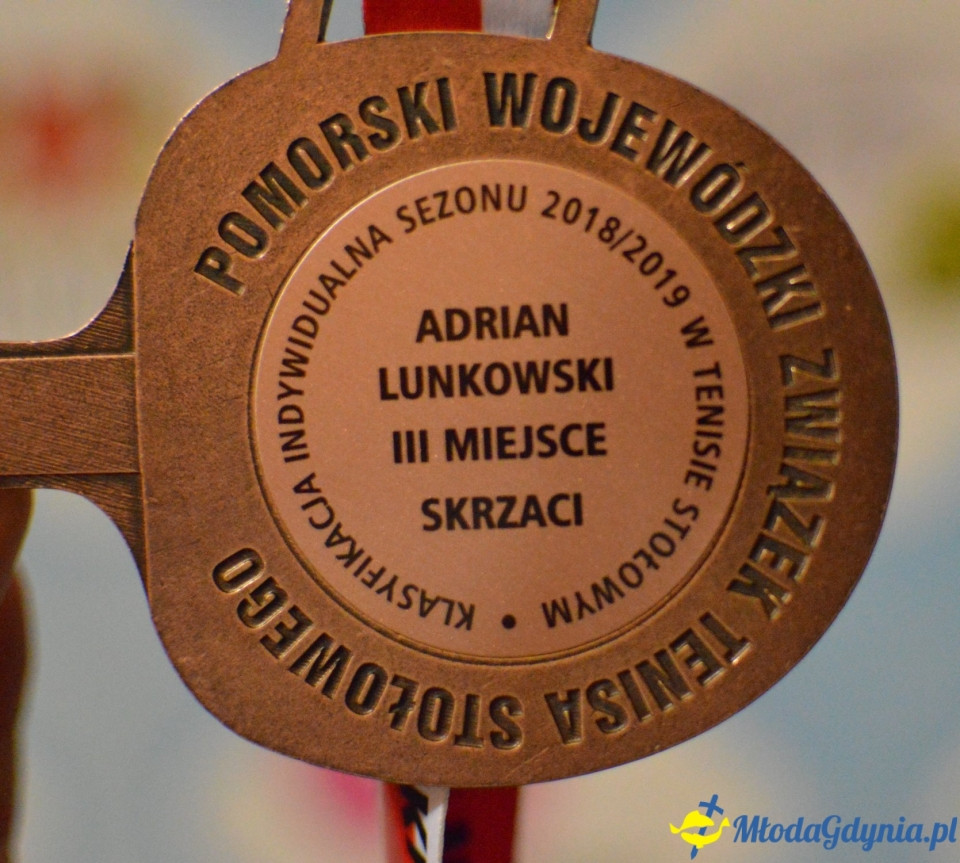 POMORSKI WOJEWÓDZKI ZWIĄZEK TENISA STOŁOWEGO
KLASYFIKACJA INDYWIDUALNA SEZONU 2018/2019 W TENISIE STOŁOWYM •
ADRIAN
LUNKOWSKI
III MIEJSCE
SKRZACI
MłodaGdynia.pl